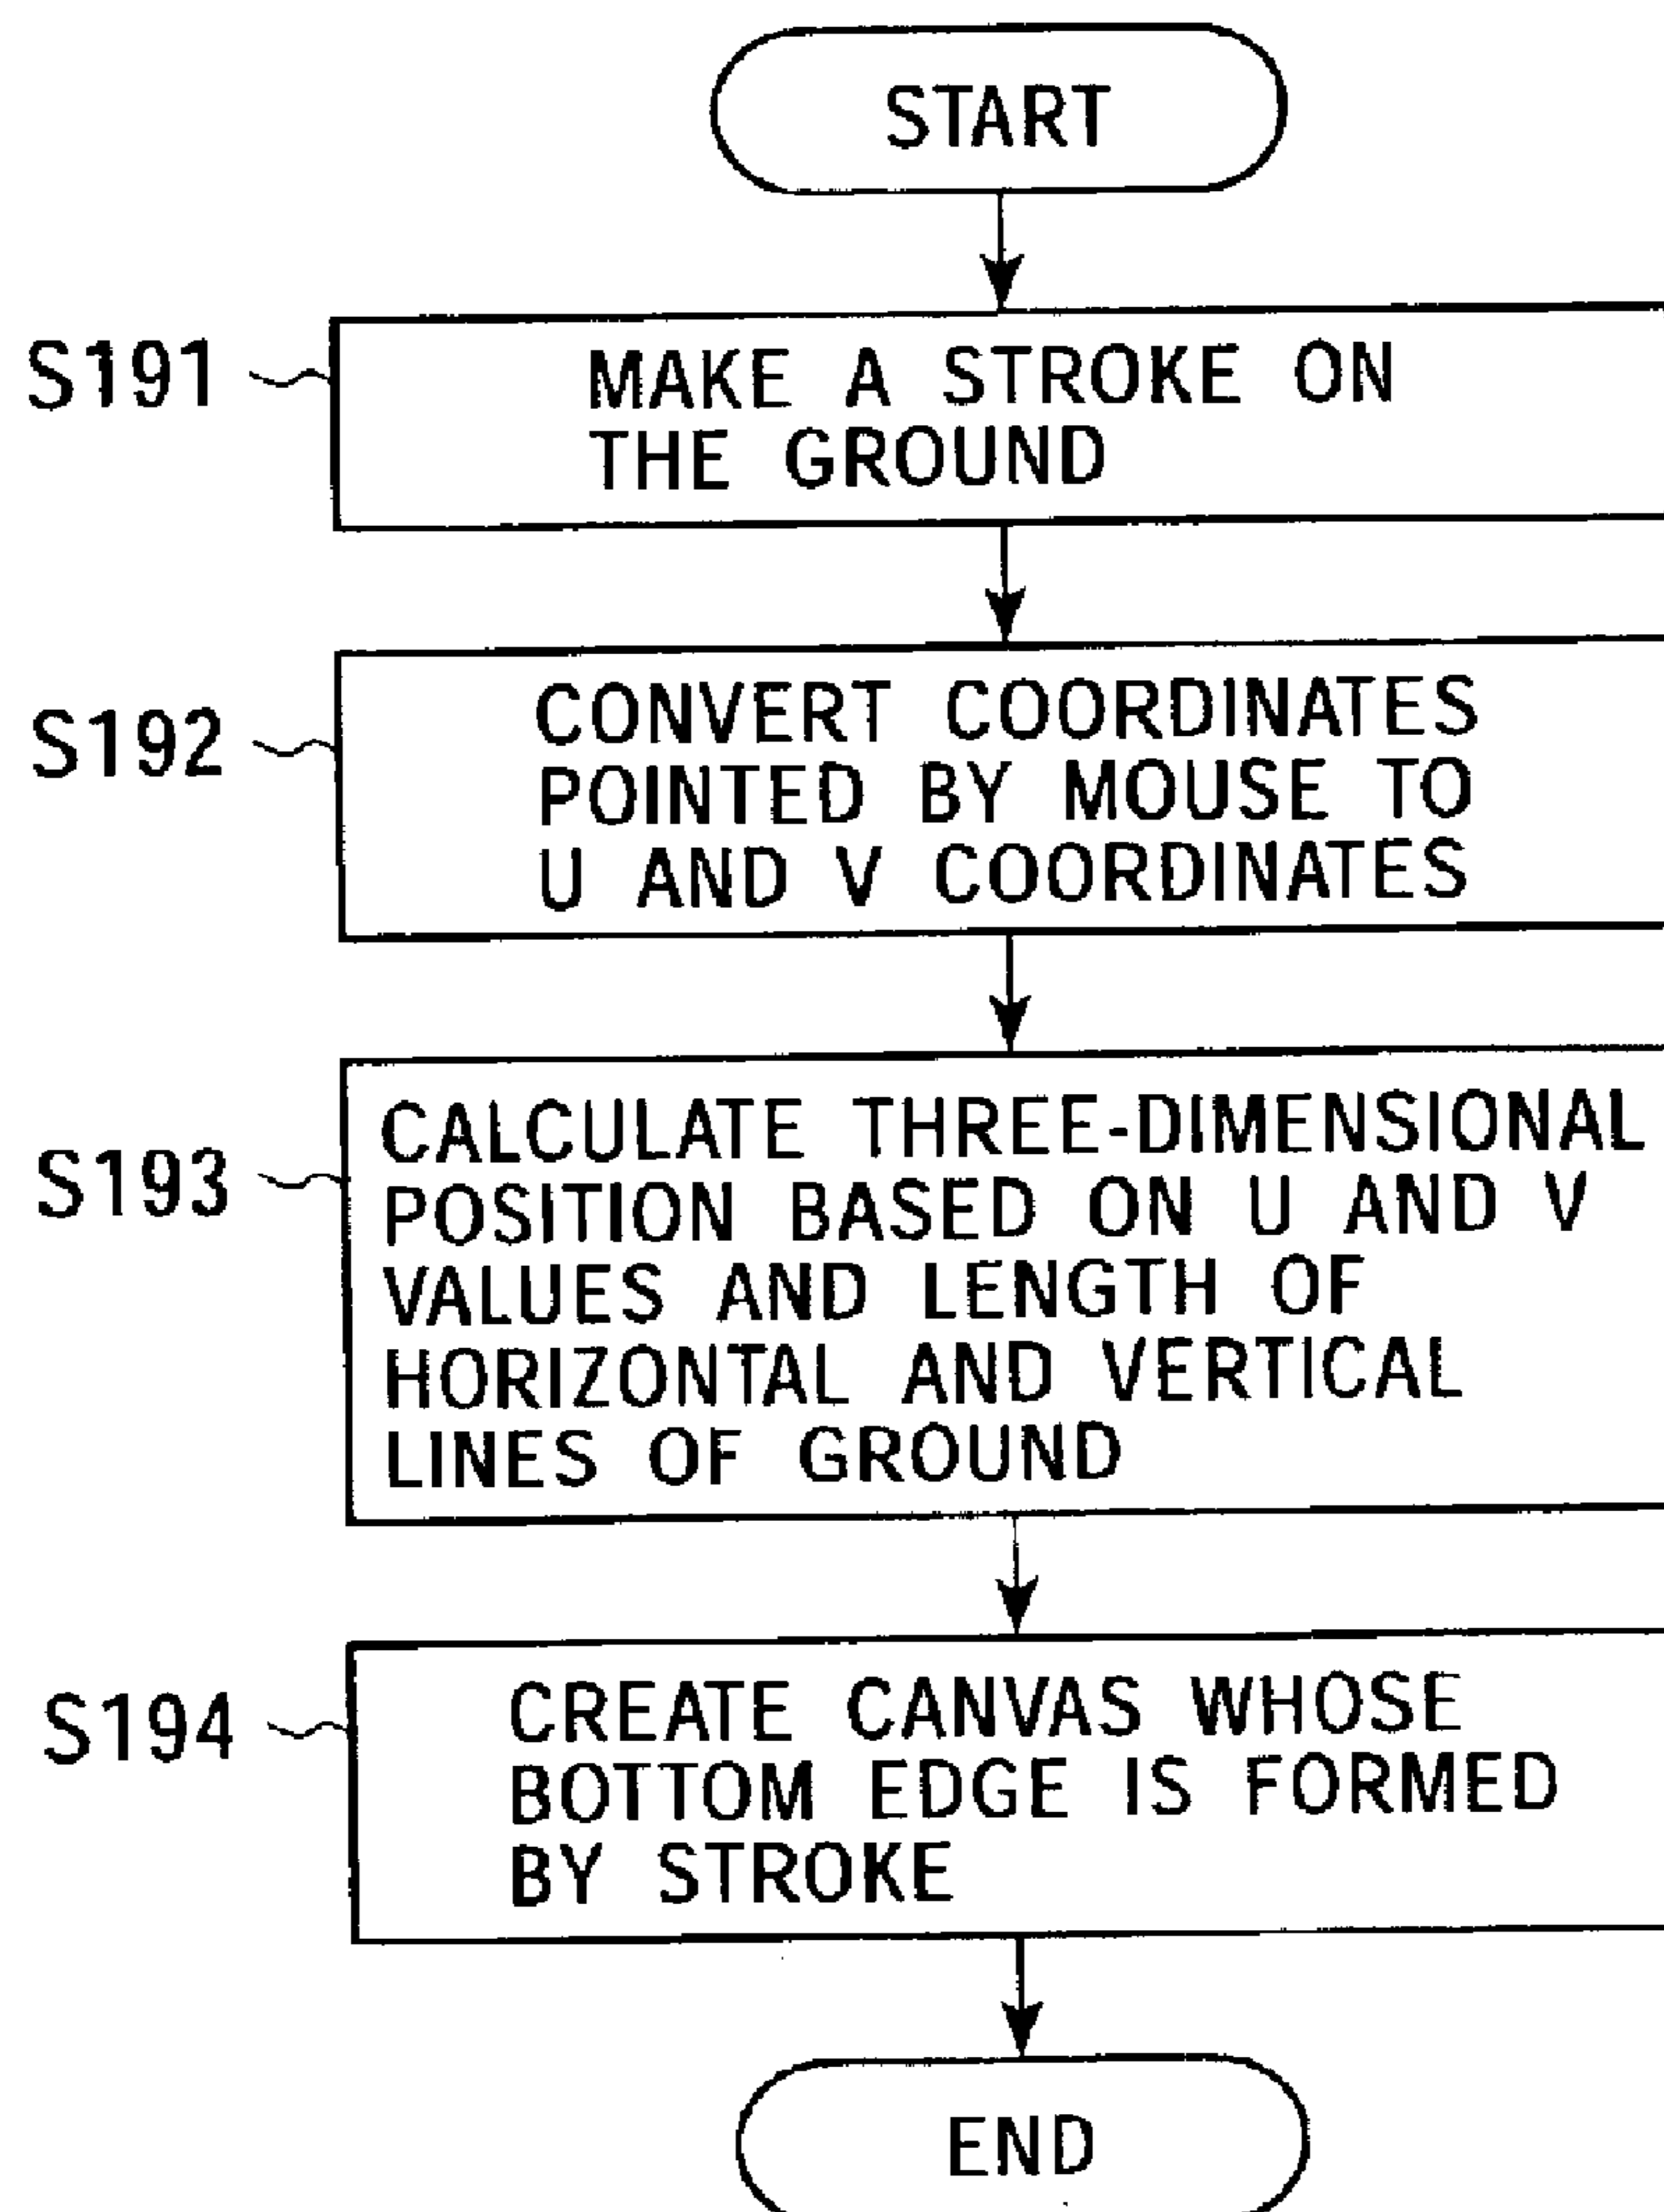 START
S191
MAKE A STROKE ON
THE GROUND
S192
CONVERT COORDINATES
POINTED BY MOUSE TO
U AND V COORDINATES
S193
CALCULATE THREE-DIMENSIONAL
POSITION BASED ON U AND V
VALUES AND LENGTH OF
HORIZONTAL AND VERTICAL
LINES OF GROUND
S194
CREATE CANVAS WHOSE
BOTTOM EDGE IS FORMED
BY STROKE
END